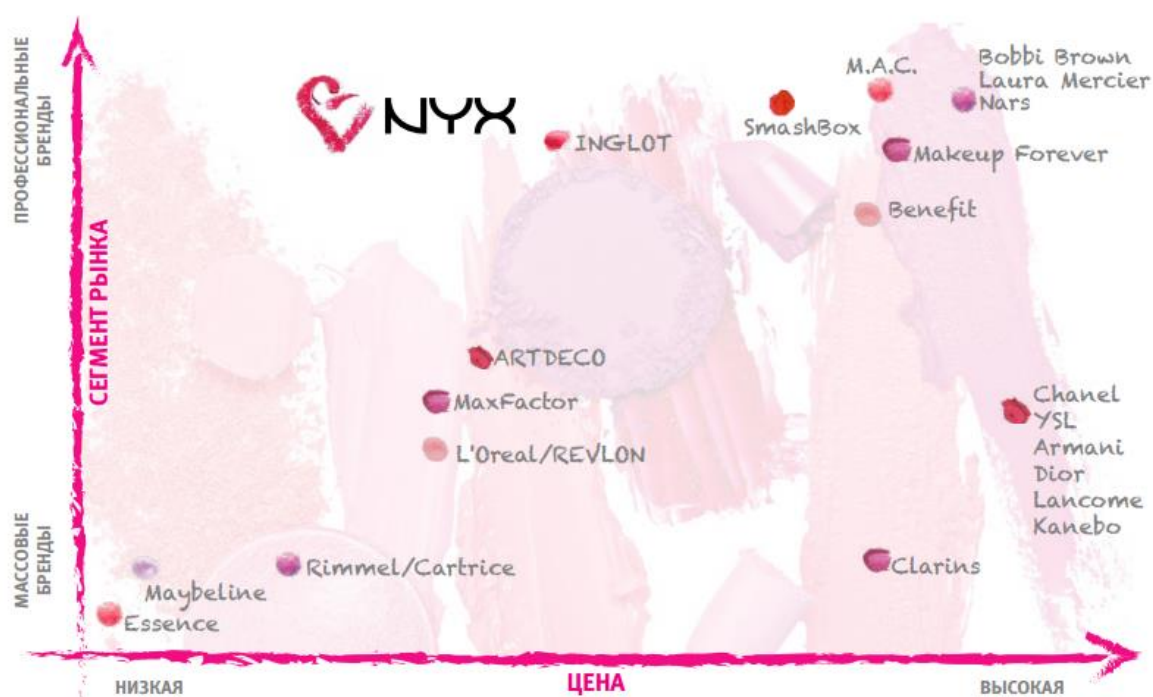 ПРОФЕССИОНАЛЬНЫЕ
БРЕНДЫ
СЕГМЕНТ РЫНКА
МАССОВЫЕ
БРЕНДЫ
NYX
INGLOT
SmashBox
M.A.C.
Bobbi Brown
Laura Mercier
Nars
Makeup Forever
Benefit
ARTDECO
MaxFactor
L'Oreal/REVLON
Chanel
YSL
Armani
Dior
Lancome
Kanebo
Rimmel/Cartrice
Clarins
Maybeline
Essence
НИЗКАЯ
ЦЕНА
ВЫСОКАЯ